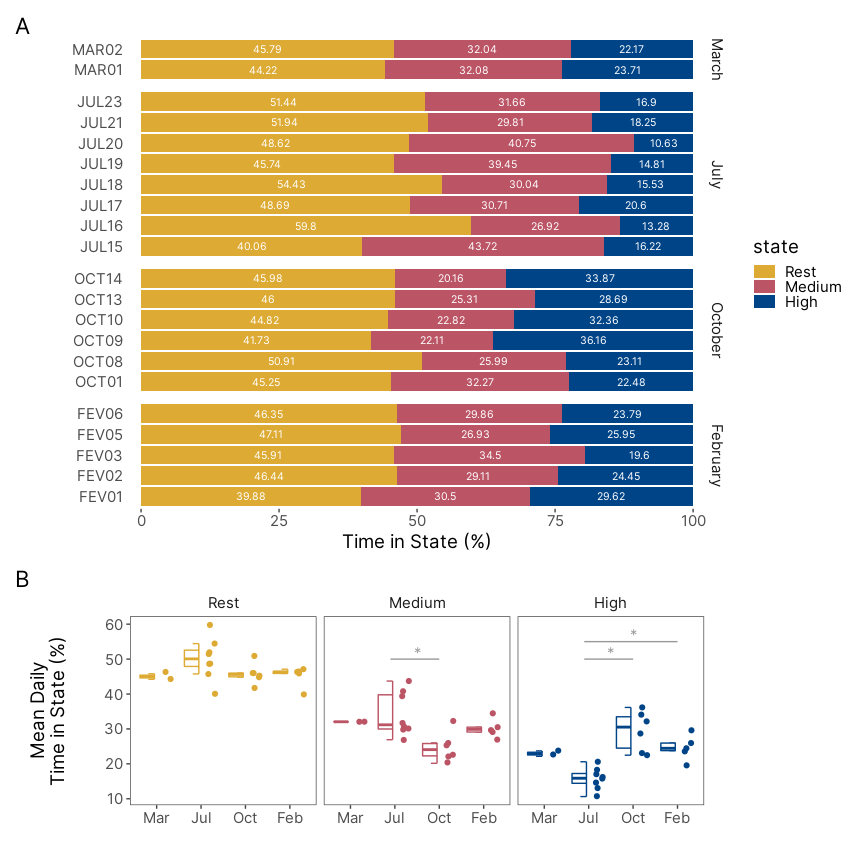 A
MAR02 45.79 32.04 22.17
MAR01 44.22 32.08 23.71
March
JUL23 51.44 31.66 16.9
JUL21 51.94 29.81 18.25
JUL20 48.62 40.75 10.63
JUL19 45.74 39.45 14.81
JUL18 54.43 30.04 15.53
JUL17 48.69 30.71 20.6
JUL16 59.8 26.92 13.28
JUL15 40.06 43.72 16.22
July
OCT14 45.98 20.16 33.87
OCT13 46 25.31 28.69
OCT10 44.82 22.82 32.36
OCT09 41.73 22.11 36.16
OCT08 50.91 25.99 23.11
OCT01 45.25 32.27 22.48
October
FEV06 46.35 29.86 23.79
FEV05 47.11 26.93 25.95
FEV03 45.91 34.5 19.6
FEV02 46.44 29.11 24.45
FEV01 39.88 30.5 29.62
February
0 25 50 75 100
Time in State (%)
state
Rest
Medium
High
B
Rest Medium High
Mean Daily
Time in State (%)
60
50
40
30
20
10
*
*
*
Mar Jul Oct Feb Mar Jul Oct Feb Mar Jul Oct Feb